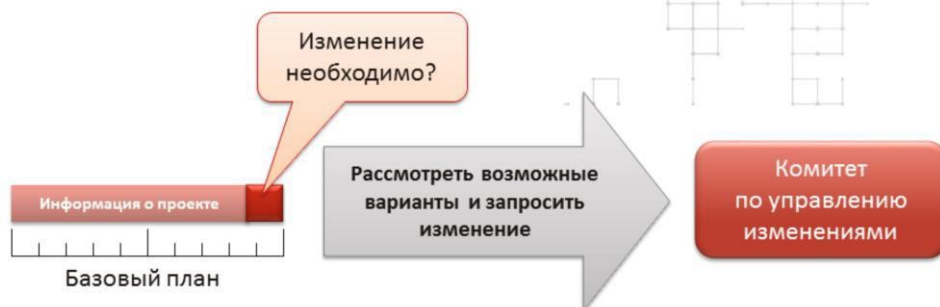 Изменение
необходимо?
Информация о проекте
Базовый план
Рассмотреть возможные
варианты и запросить
изменение
Комитет
по управлению
изменениями